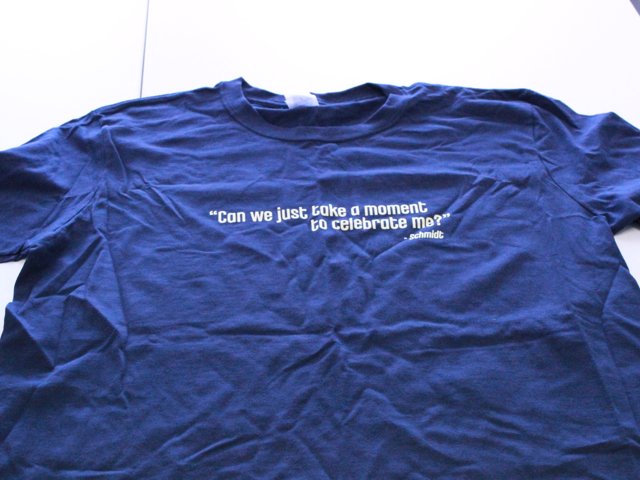 "Can we just take a moment
to celebrate me?"
- schmidt